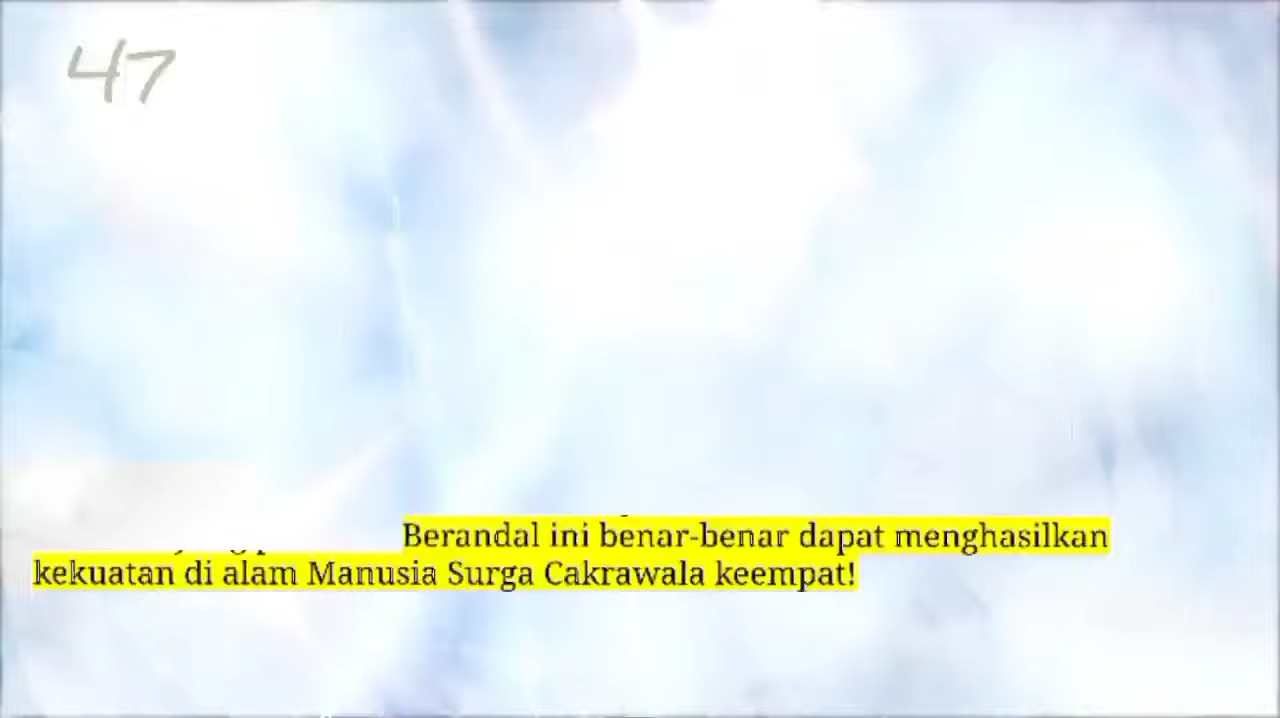 47
Berandal ini benar-benar dapat menghasilkan
kekuatan di alam Manusia Surga Cakrawala keempat!